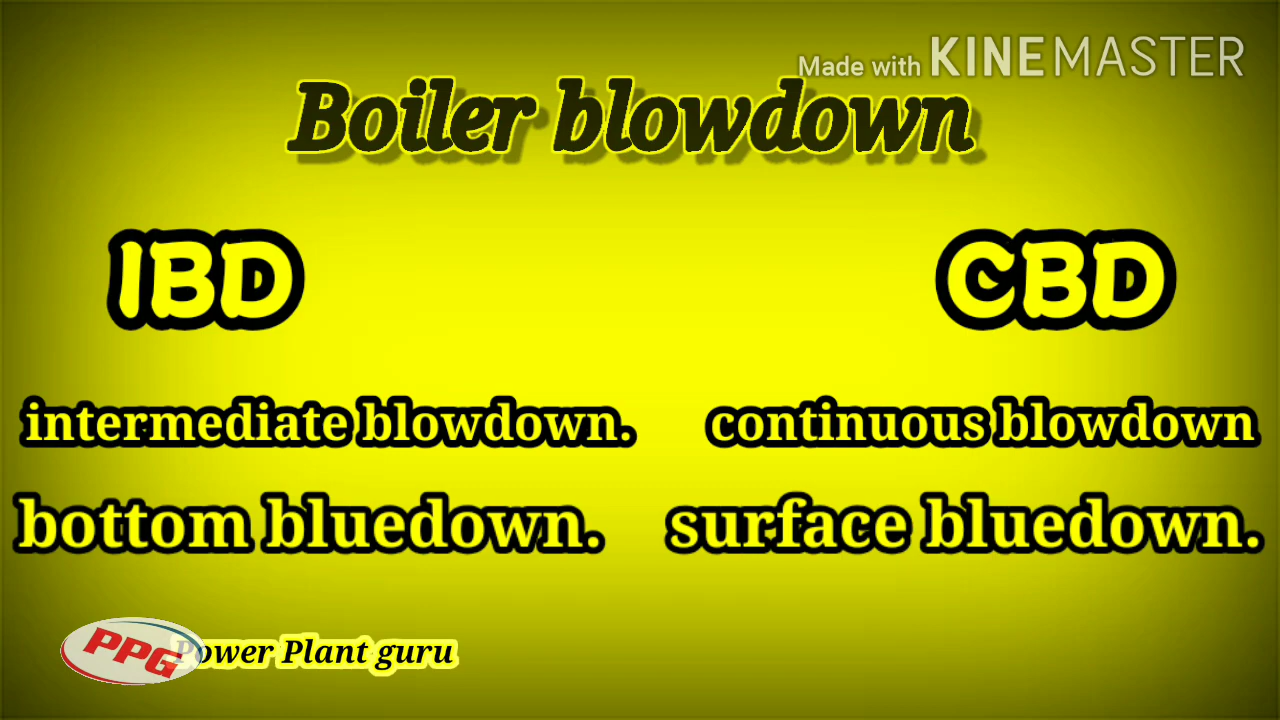 Made with KINEMASTER
Boiler blowdown
IBD
CBD
intermediate blowdown.
continuous blowdown
bottom bluedown.
surface bluedown.
PPG
Power Plant guru